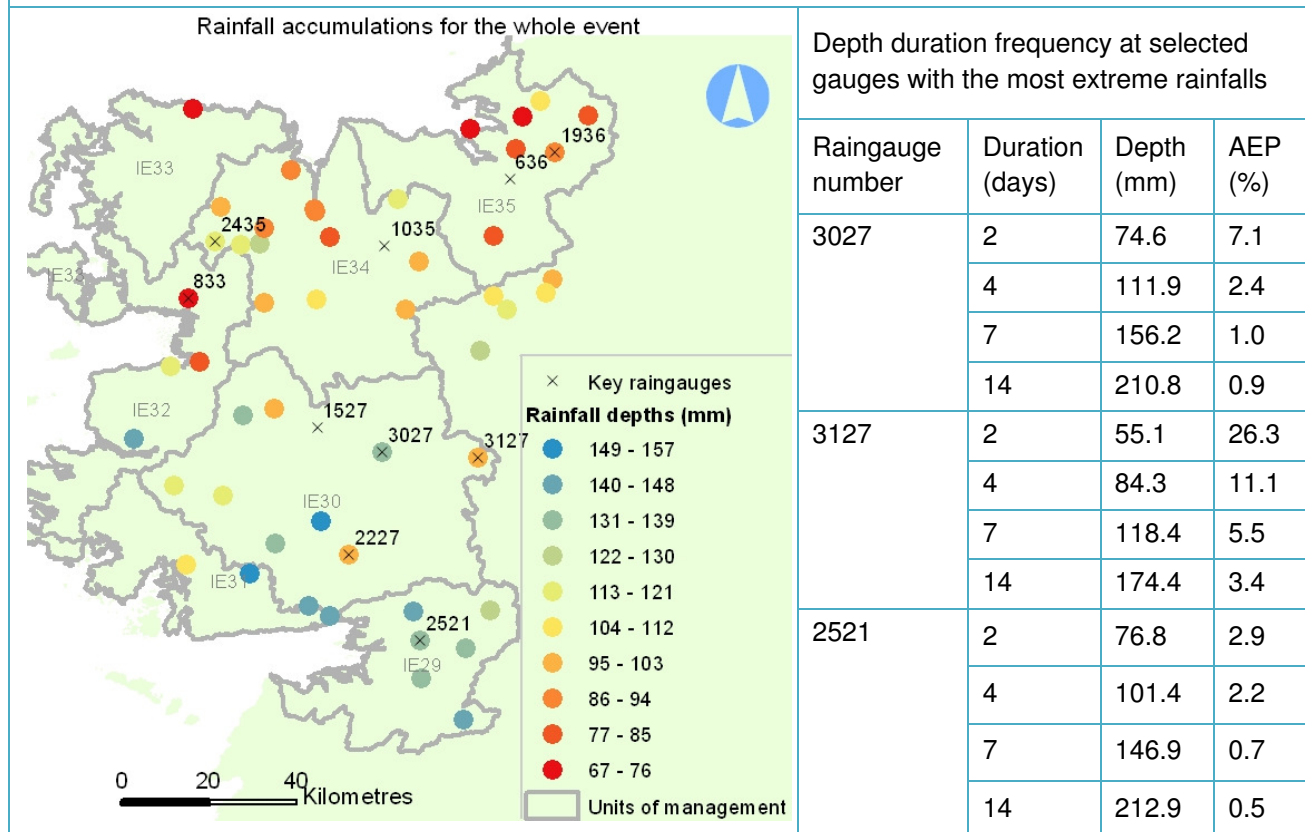 Rainfall accumulations for the whole event
1936
636
IE33
IE35
2435
1035
IE34
IE33
833
IE32
1527
3027
3127
IE30
2227
IE31
2521
IE29
Key raingauges
Rainfall depths (mm)
149 - 157
140 - 148
131 - 139
122 - 130
113 - 121
104 - 112
95 - 103
86 - 94
77 - 85
67 - 76
Units of management
0 20 40
Kilometres
Depth duration frequency at selected
gauges with the most extreme rainfalls
Raingauge number Duration (days) Depth (mm) AEP (%)
3027 2 74.6 7.1
4 111.9 2.4
7 156.2 1.0
14 210.8 0.9
3127 2 55.1 26.3
4 84.3 11.1
7 118.4 5.5
14 174.4 3.4
2521 2 76.8 2.9
4 101.4 2.2
7 146.9 0.7
14 212.9 0.5